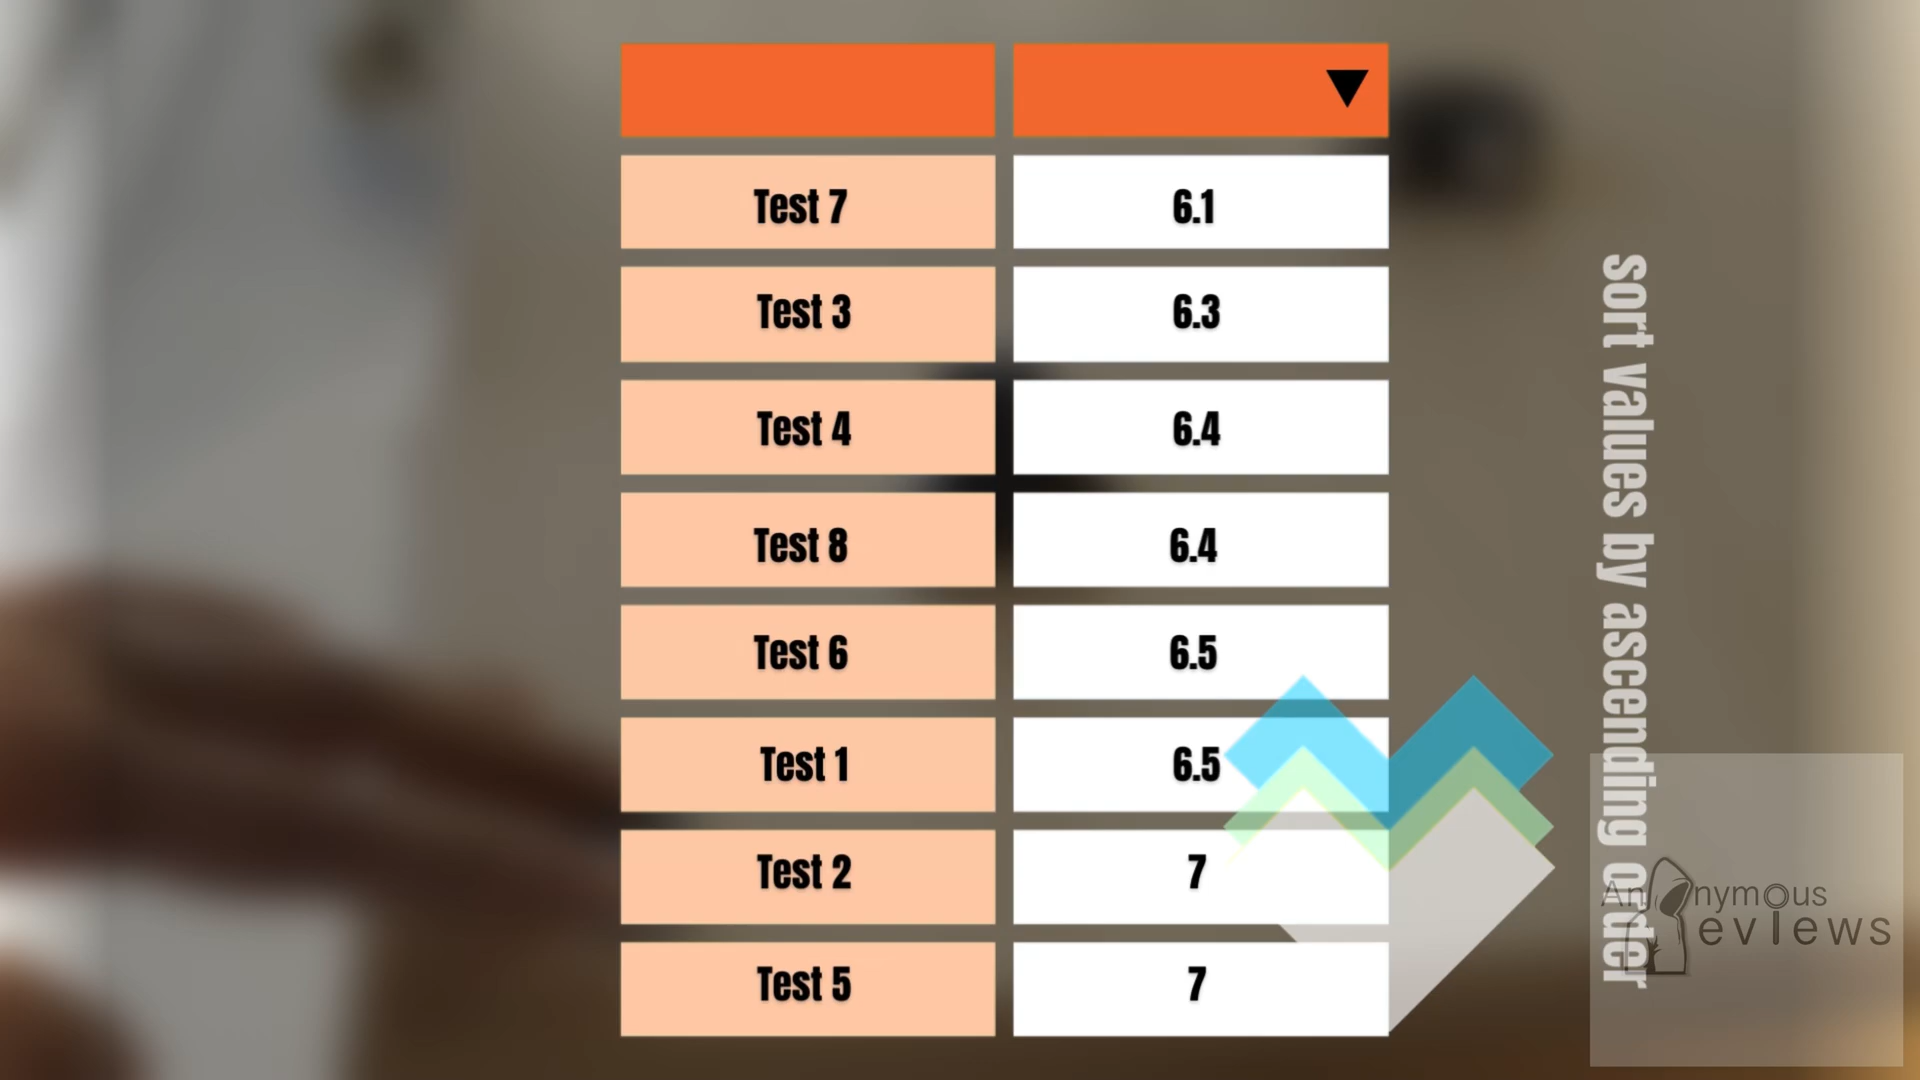 ▼
Test 7 6.1
Test 3 6.3
Test 4 6.4
Test 8 6.4
Test 6 6.5
Test 1 6.5
Test 2 7
Test 5 7
sort values by ascending order
Anonymous
Reviews